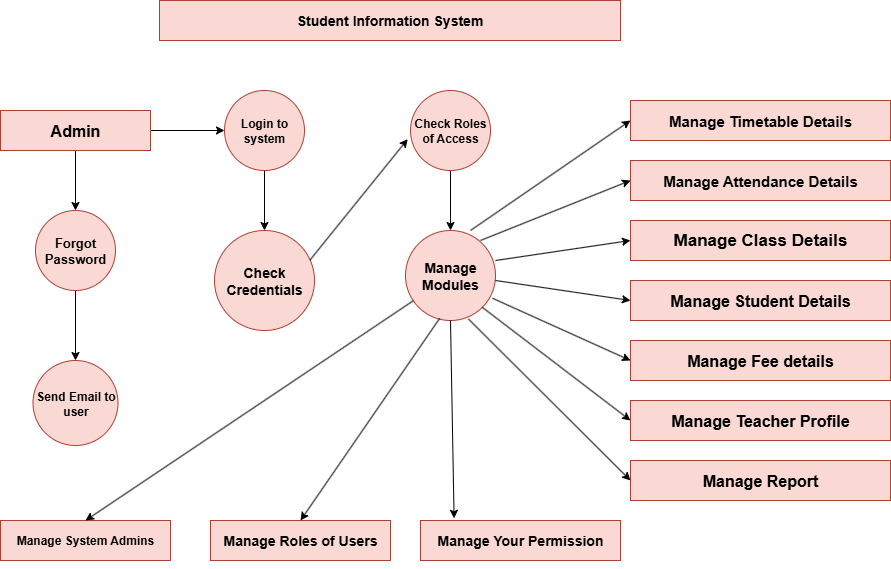 Student Information System
Admin
Login to
system
Check Roles
of Access
Manage Timetable Details
Manage Attendance Details
Forgot
Password
Check
Credentials
Manage
Modules
Manage Class Details
Manage Student Details
Manage Fee details
Send Email to
user
Manage Teacher Profile
Manage Report
Manage System Admins
Manage Roles of Users
Manage Your Permission